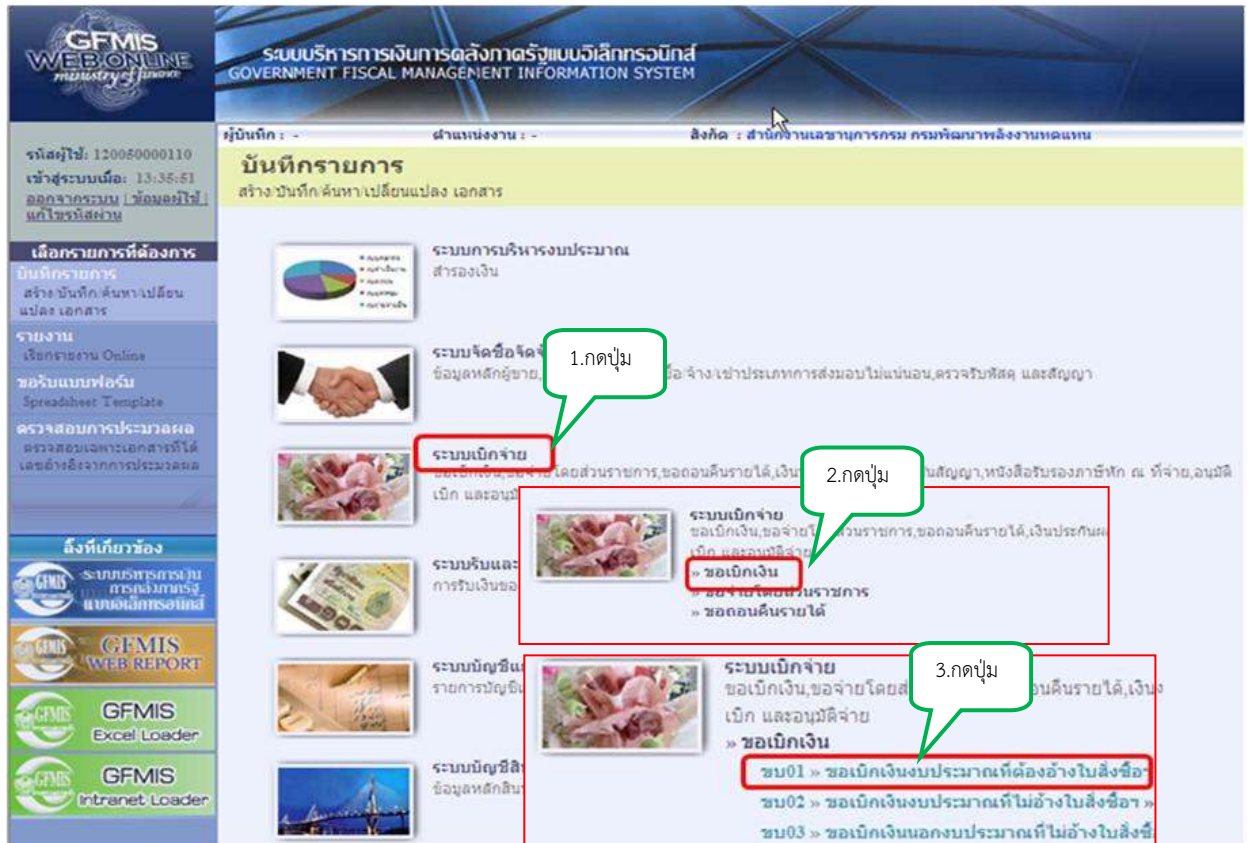 GFMIS
WEB ONLINE
ministry of finance
ระบบบริหารการเงินการคลังภาครัฐแบบอิเล็กทรอนิกส์
GOVERNMENT FISCAL MANAGEMENT INFORMATION SYSTEM
ผู้บันทึก : - ตำแหน่งงาน : - สังกัด : สำนักงานเลขานุการกรม กรมพัฒนาพลังงานทดแทน
รหัสผู้ใช้: 120050000110
เข้าสู่ระบบเมื่อ: 13:35:51
ออกจากระบบ | ข้อมูลผู้ใช้ |
แก้ไขรหัสผ่าน
บันทึกรายการ
สร้าง/บันทึก/ค้นหา/เปลี่ยนแปลง เอกสาร
เลือกรายการที่ต้องการ
บันทึกรายการ
สร้าง/บันทึก/ค้นหา/เปลี่ยน
แปลง เอกสาร
รายงาน
เรียกรายงาน Online
ขอรับแบบฟอร์ม
Spreadsheet Template
ตรวจสอบการประมวลผล
ตรวจสอบเฉพาะเอกสารที่ได้
เลขอ้างอิงจากการประมวลผล
ลิ้งที่เกี่ยวข้อง
GFMIS
ระบบบริหารการเงิน
การคลังภาครัฐ
แบบอิเล็กทรอนิกส์
GFMIS
GFMIS
WEB REPORT
GFMIS
GFMIS
Excel Loader
GFMIS
GFMIS
Intranet Loader
ระบบการบริหารงบประมาณ
สำรองเงิน
ระบบจัดซื้อจัดจ้
ข้อมูลหลักผู้ขาย, ซื้อ/จ้าง/เช่าประเภทการส่งมอบไม่แน่นอน,ตรวจรับพัสดุ และสัญญา
1.กดปุ่ม
ระบบเบิกจ่าย
ขอเบิกเงิน,ขอจ่ายโดยส่วนราชการ,ขอถอนคืนรายได้,เงิน นสัญญา,หนังสือรับรองภาษีหัก ณ ที่จ่าย,อนุมัติ
เบิก และอนุมั
2.กดปุ่ม
ระบบเบิกจ่าย
ขอเบิกเงิน,ขอจ่ายโดยส่วนราชการ,ขอถอนคืนรายได้,เงินประกันผ
เบิก และอนุมัติจ่าย
» ขอเบิกเงิน
» ขอจ่ายโดยส่วนราชการ
» ขอถอนคืนรายได้
ระบบรับและ
การรับเงินขอ
ระบบบัญชีแ
รายการบัญชีแ
ระบบบัญชีสิ
ข้อมูลหลักสิน
3.กดปุ่ม
ระบบเบิกจ่าย
ขอเบิกเงิน,ขอจ่ายโดยส่ อนคืนรายได้,เงินง
เบิก และอนุมัติจ่าย
» ขอเบิกเงิน
ขบ01 » ขอเบิกเงินงบประมาณที่ต้องอ้างใบสั่งซื้อฯ
ขบ02 » ขอเบิกเงินงบประมาณที่ไม่อ้างใบสั่งซื้อฯ »
ขบ03 » ขอเบิกเงินนอกงบประมาณที่ไม่อ้างใบสั่งซื้